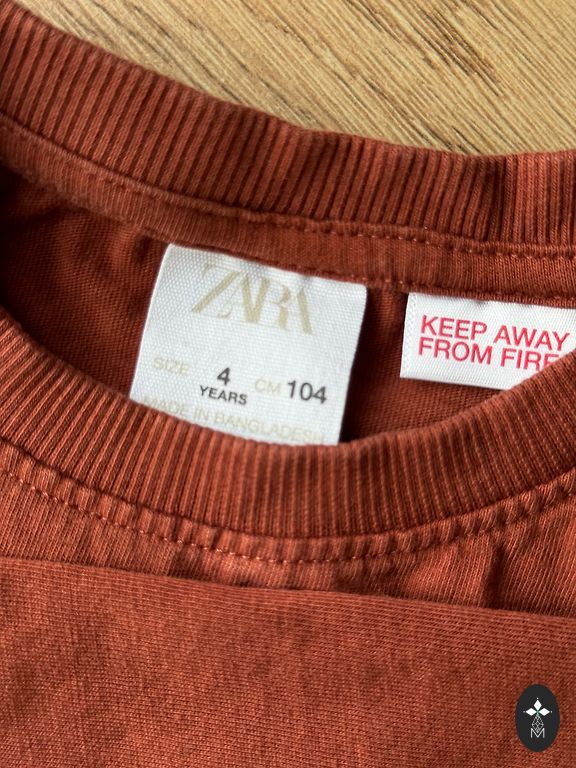 ZARA
SIZE 4 YEARS CM 104
MADE IN BANGLADESH
KEEP AWAY
FROM FIRE